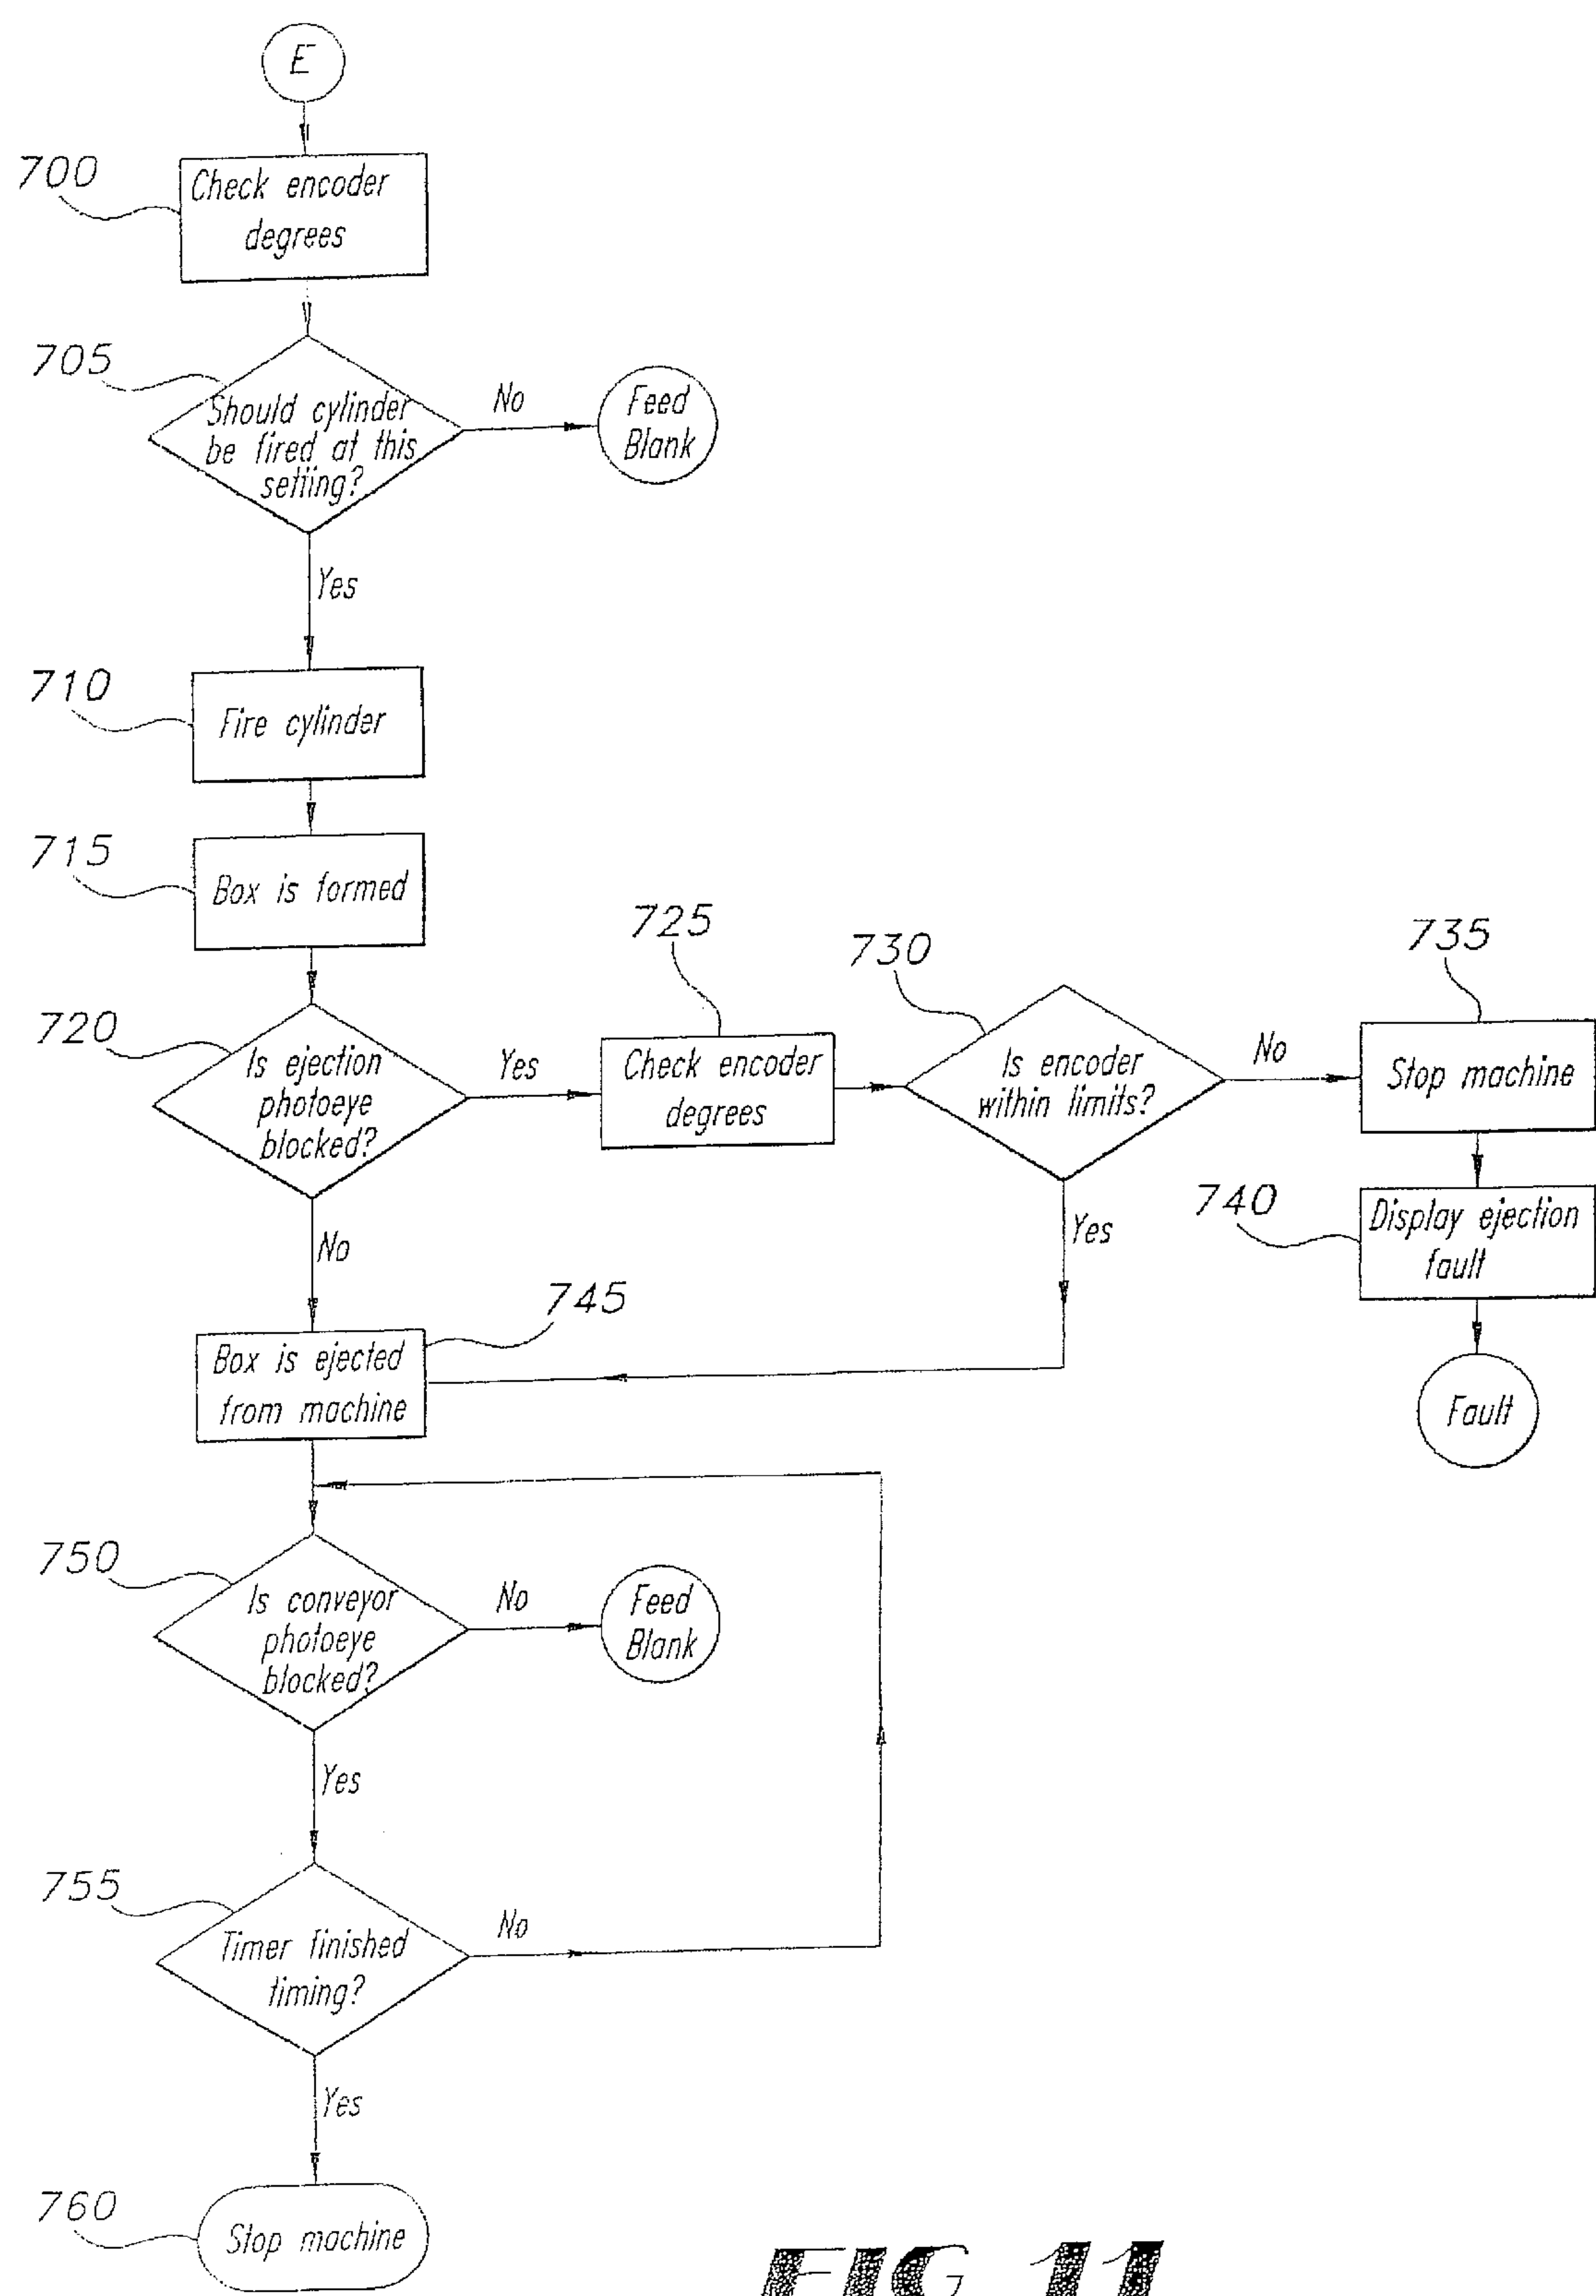 E
700
Check encoder
degrees
705
Should cylinder
be fired at this
setting?
No
Feed
Blank
Yes
710
Fire cylinder
715
Box is formed
720
Is ejection
photoeye
blocked?
Yes
725
Check encoder
degrees
730
Is encoder
within limits?
No
735
Stop machine
740
Display ejection
fault
Fault
Yes
No
745
Box is ejected
from machine
750
Is conveyor
photoeye
blocked?
No
Feed
Blank
Yes
755
Timer finished
timing?
No
Yes
760
Stop machine
FIG 11